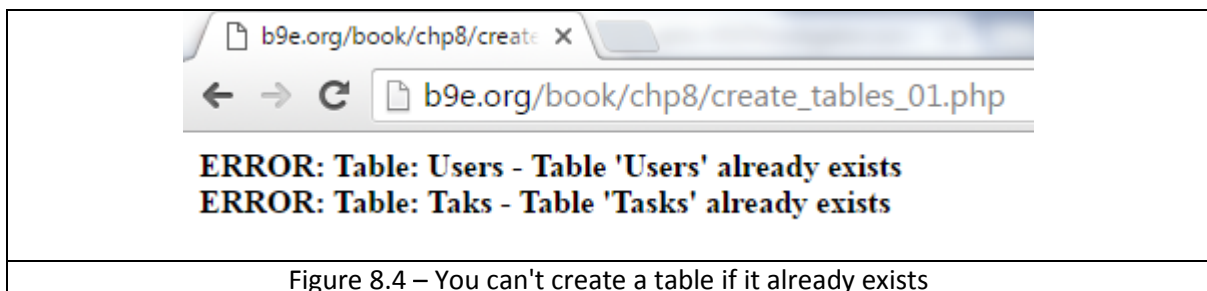 b9e.org/book/chp8/create
b9e.org/book/chp8/create_tables_01.php
ERROR: Table: Users - Table 'Users' already exists
ERROR: Table: Taks - Table 'Tasks' already exists
Figure 8.4 – You can't create a table if it already exists